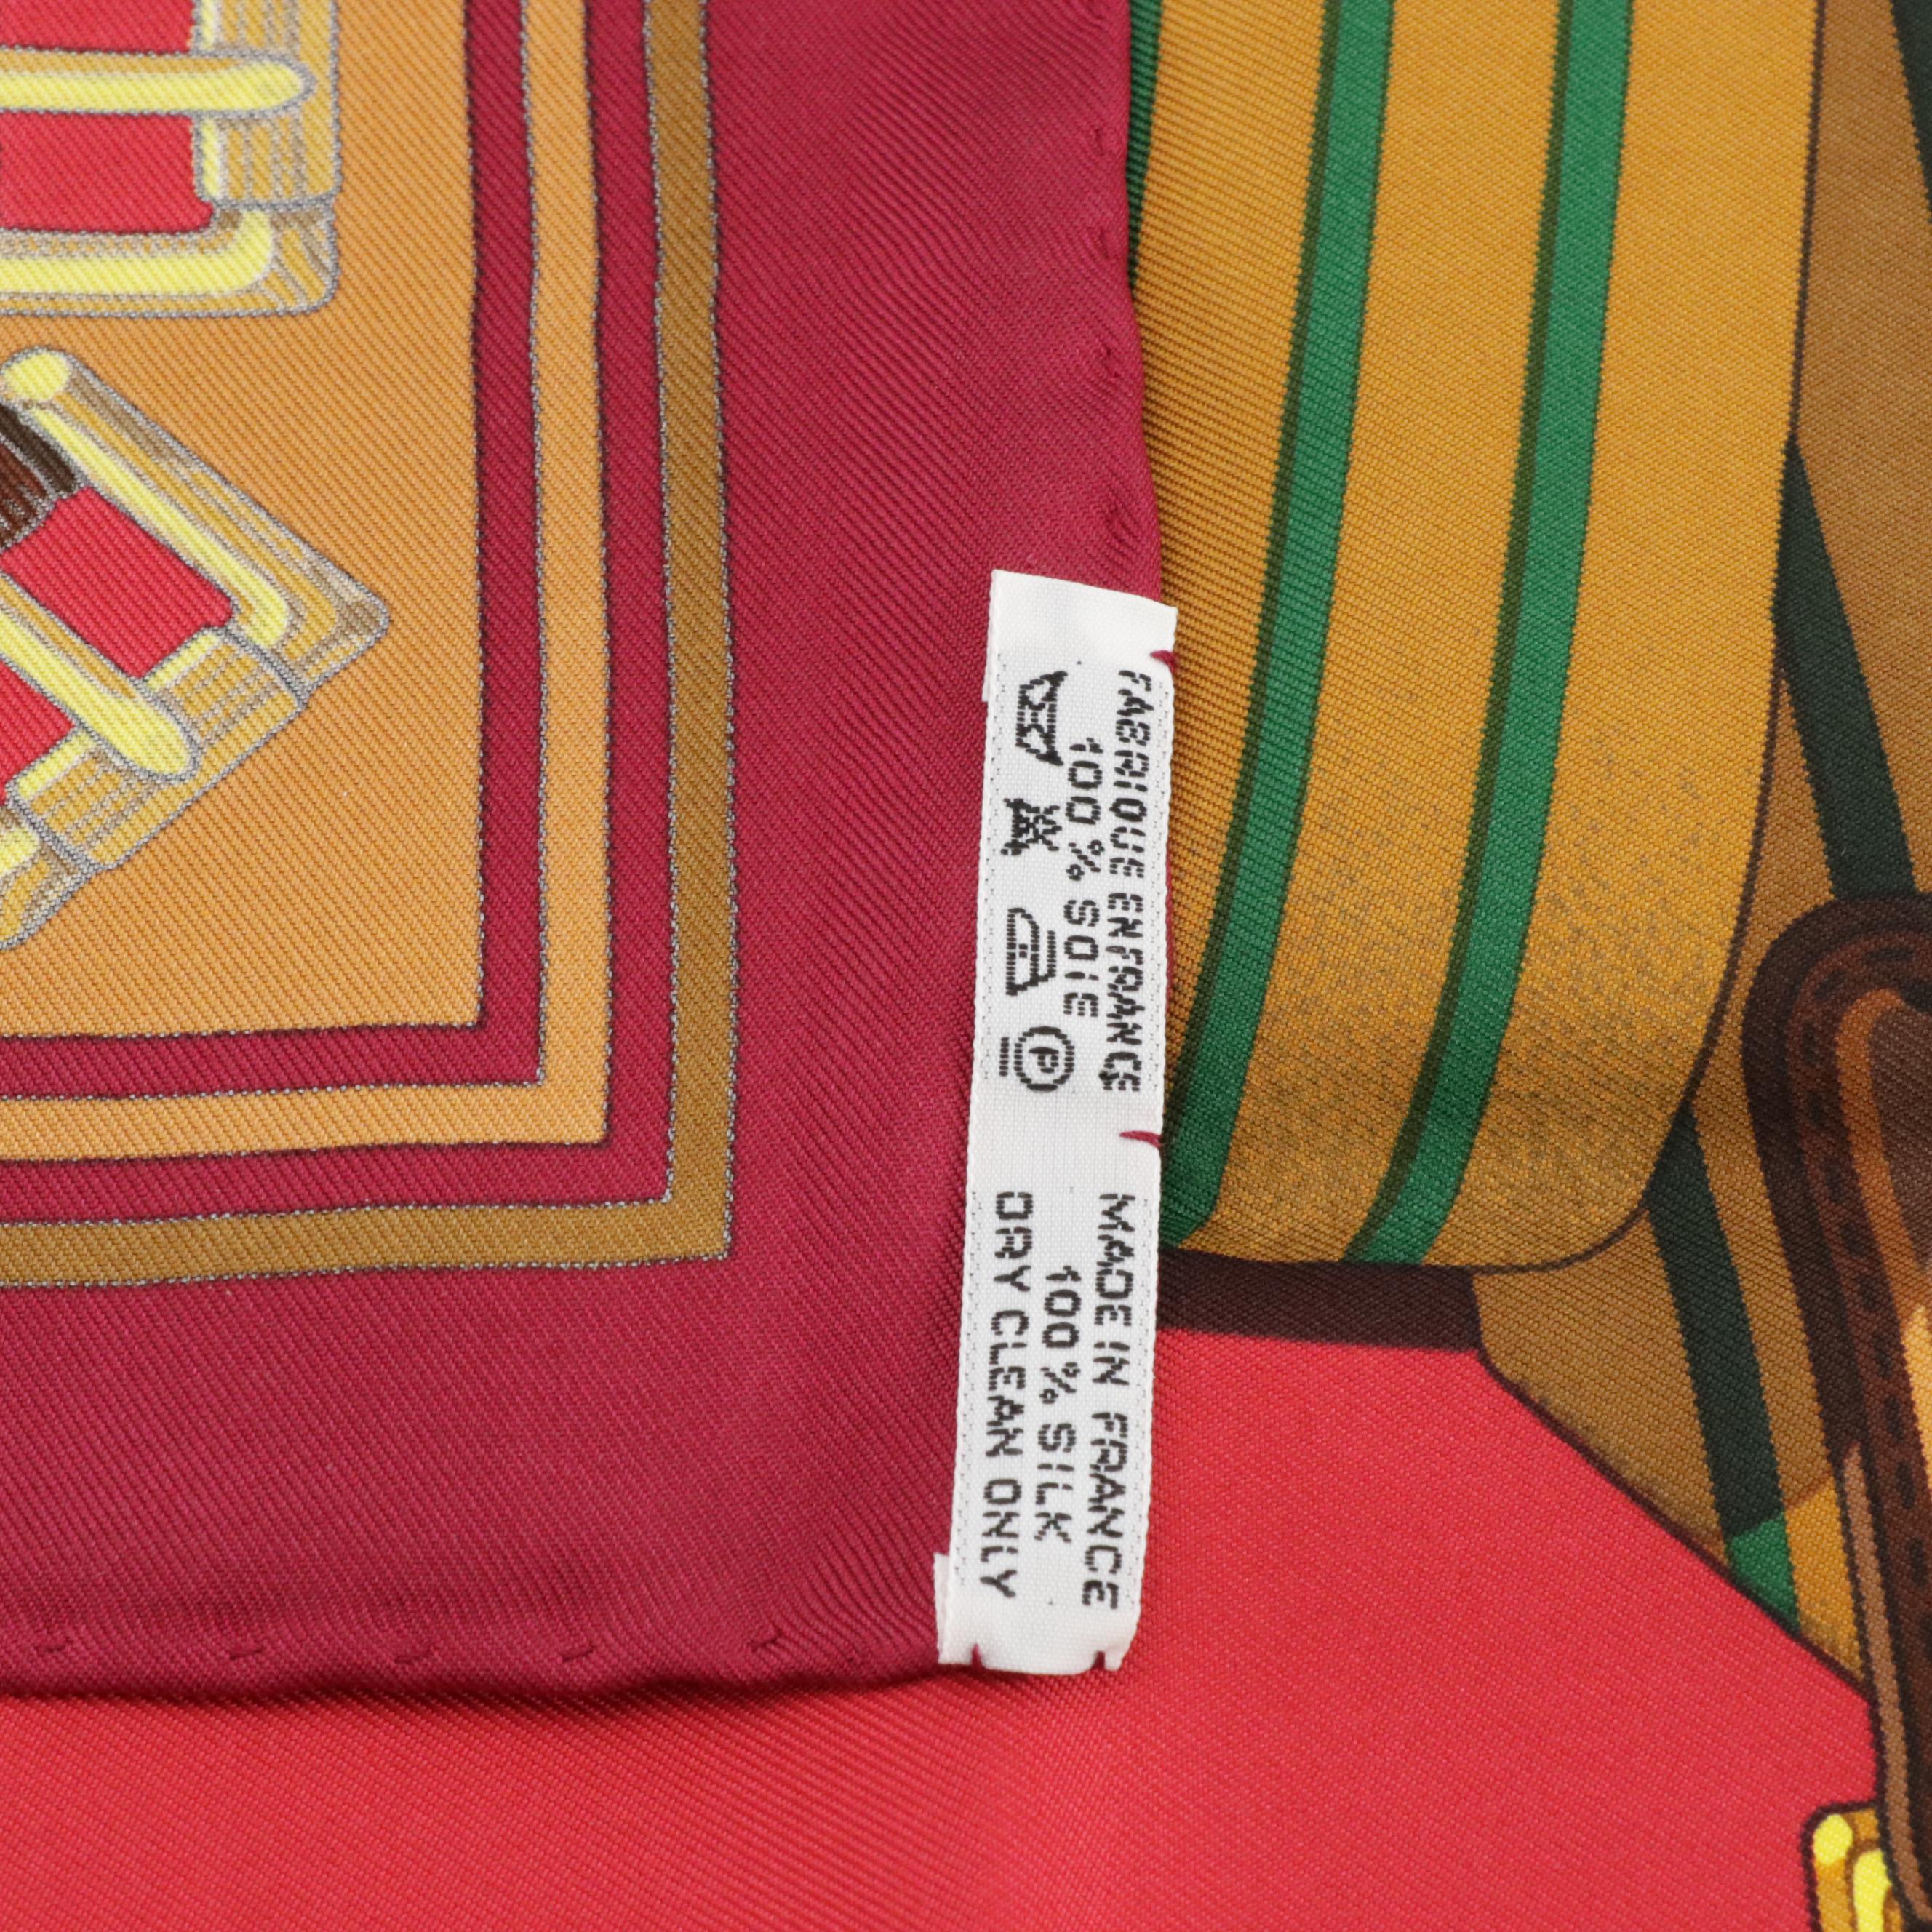 FABRIQUE EN FRANCE
100 % SOIE
P
MADE IN FRANCE
100 % SILK
DRY CLEAN ONLY